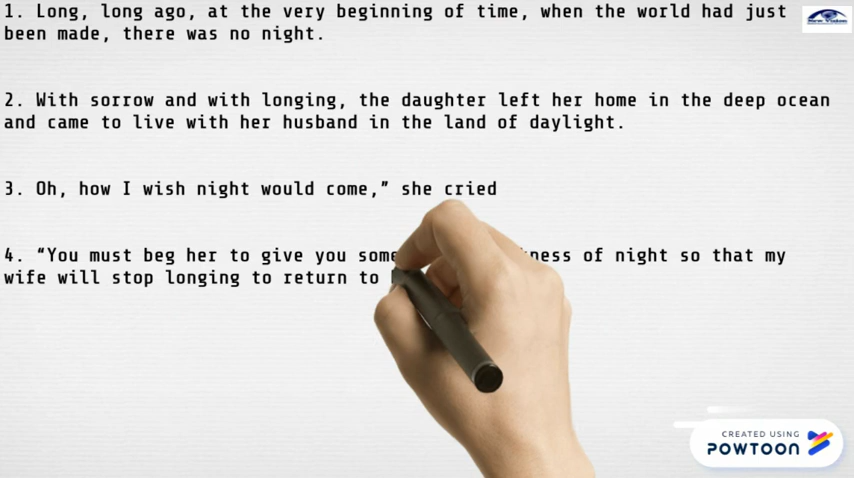 1. Long, long ago, at the very beginning of time, when the world had just
been made, there was no night.
2. With sorrow and with longing, the daughter left her home in the deep ocean
and came to live with her husband in the land of daylight.
3. Oh, how I wish night would come,” she cried
4. “You must beg her to give you some of night so that my
wife will stop longing to return to
CREATED USING
POWTOON